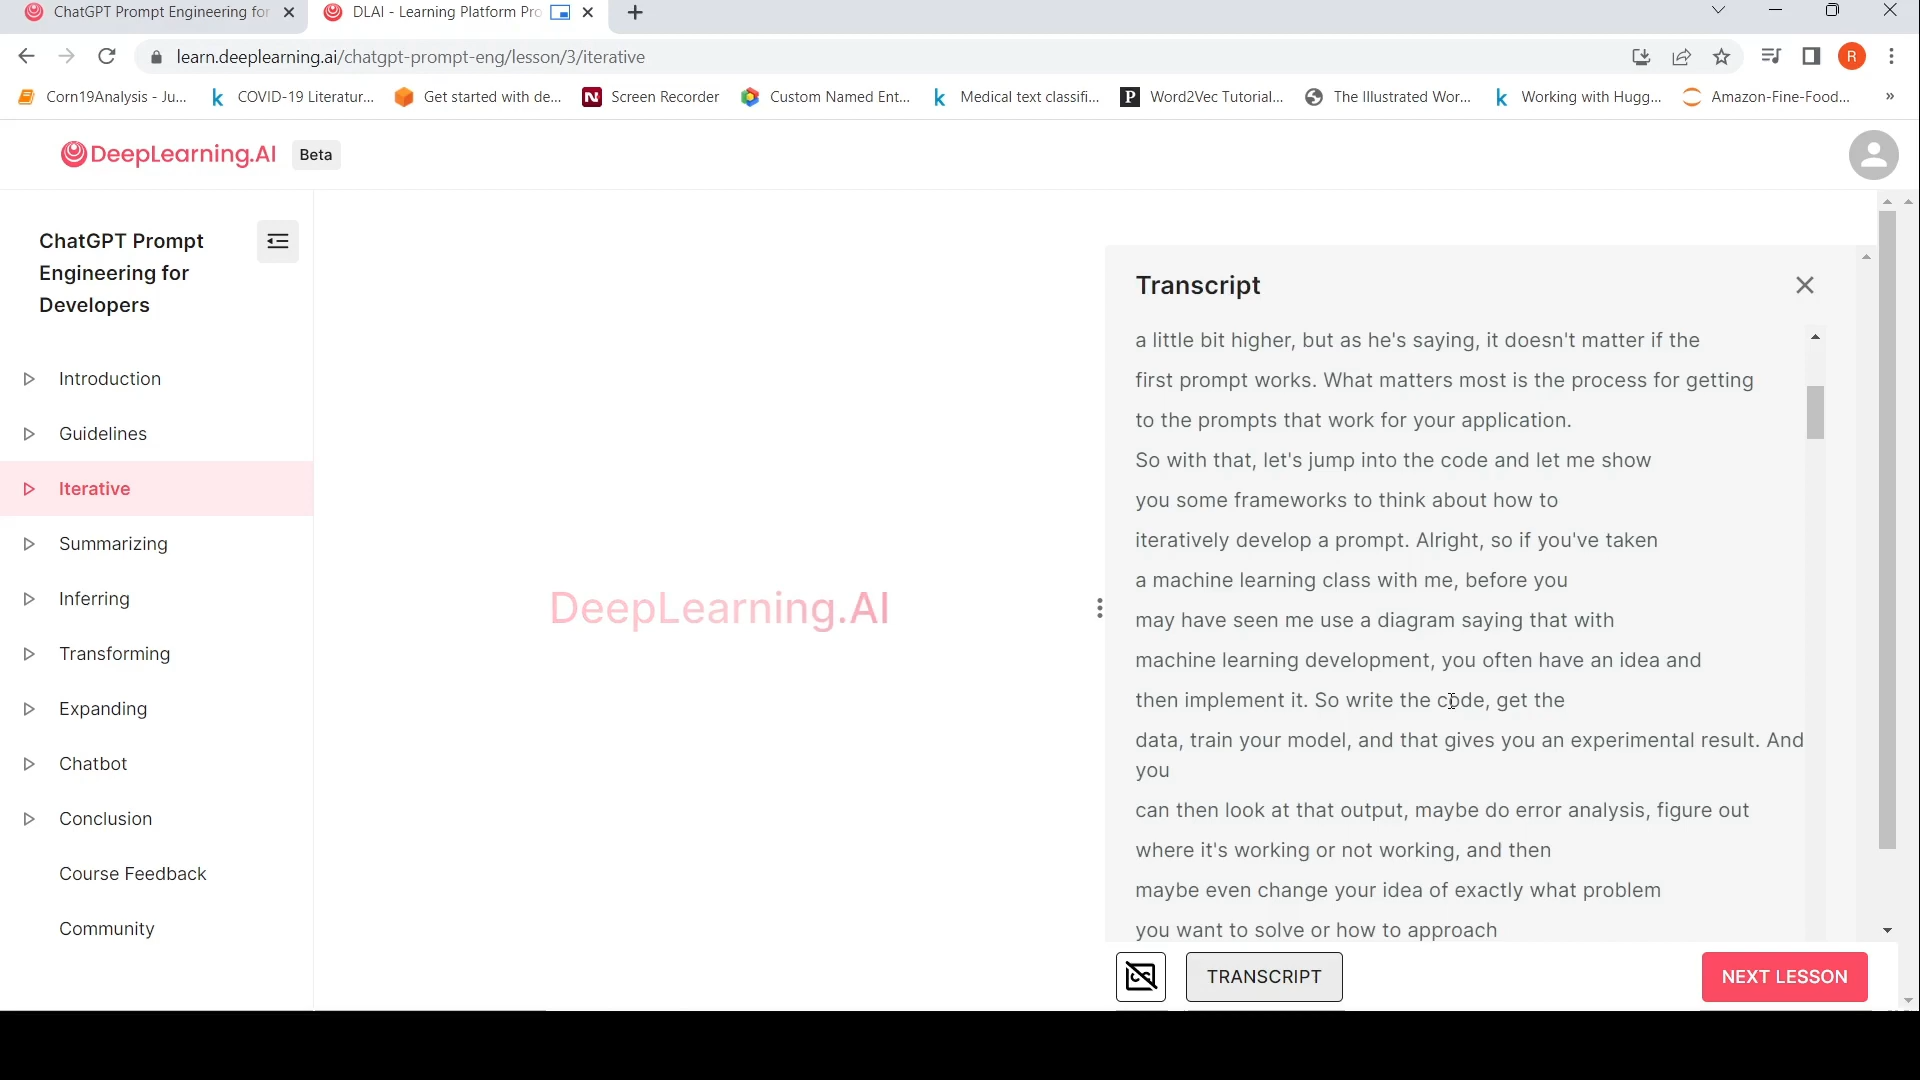 ChatGPT Prompt Engineering for
DLAI - Learning Platform Pro
learn.deeplearning.ai/chatgpt-prompt-eng/lesson/3/iterative
R
Corn19Analysis - Ju...
COVID-19 Literatur...
Get started with de...
Screen Recorder
Custom Named Ent...
Medical text classifi...
Word2Vec Tutorial...
The Illustrated Wor...
Working with Hugg...
Amazon-Fine-Food...
»
DeepLearning.AI
Beta
ChatGPT Prompt
Engineering for
Developers
Introduction
Guidelines
Iterative
Summarizing
Inferring
Transforming
Expanding
Chatbot
Conclusion
Course Feedback
Community
DeepLearning.AI
Transcript
a little bit higher, but as he's saying, it doesn't matter if the
first prompt works. What matters most is the process for getting
to the prompts that work for your application.
So with that, let's jump into the code and let me show
you some frameworks to think about how to
iteratively develop a prompt. Alright, so if you've taken
a machine learning class with me, before you
may have seen me use a diagram saying that with
machine learning development, you often have an idea and
then implement it. So write the code, get the
data, train your model, and that gives you an experimental result. And
you
can then look at that output, maybe do error analysis, figure out
where it's working or not working, and then
maybe even change your idea of exactly what problem
you want to solve or how to approach
TRANSCRIPT
NEXT LESSON